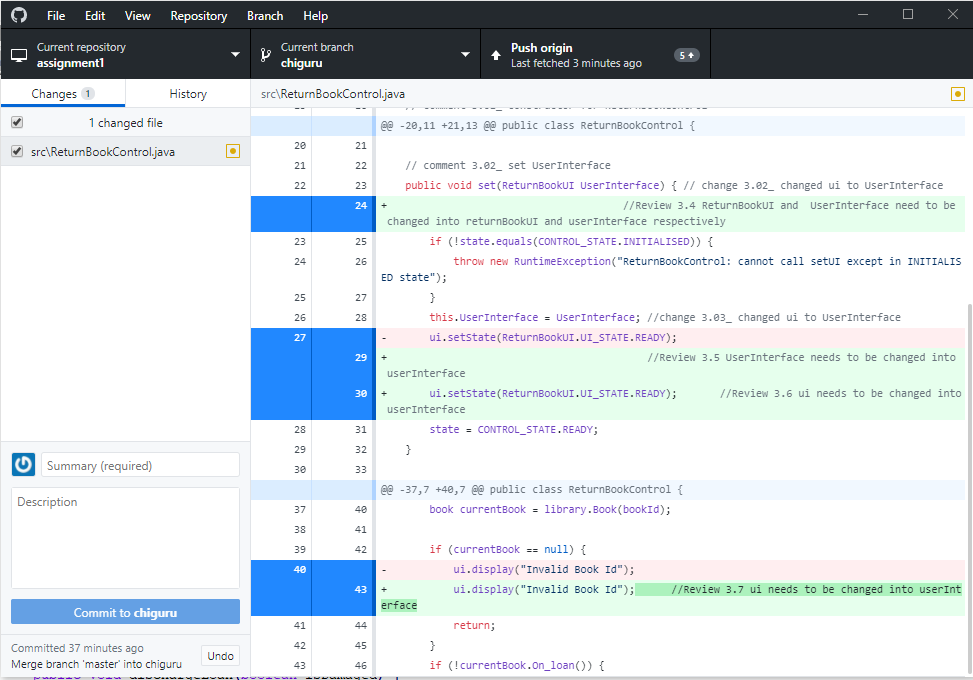 File Edit View Repository Branch Help
Current repository
assignment1
Current branch
chiguru
Push origin
Last fetched 3 minutes ago
5
Changes 1
History
src\ReturnBookControl.java
1 changed file
src\ReturnBookControl.java
@@ -20,11 +21,13 @@ public class ReturnBookControl {
20 21
21 22 // comment 3.02_ set UserInterface
22 23 public void set(ReturnBookUI UserInterface) { // change 3.02_ changed ui to UserInterface
24 + //Review 3.4 ReturnBookUI and UserInterface need to be
changed into returnBookUI and userInterface respectively
23 25 if (!state.equals(CONTROL_STATE.INITIALISED)) {
24 26 throw new RuntimeException("ReturnBookControl: cannot call setUI except in INITIALIS
ED state");
25 27 }
26 28 this.UserInterface = UserInterface; //change 3.03_ changed ui to UserInterface
27 - ui.setState(ReturnBookUI.UI_STATE.READY);
29 + //Review 3.5 UserInterface needs to be changed into
userInterface
30 + ui.setState(ReturnBookUI.UI_STATE.READY); //Review 3.6 ui needs to be changed into
userInterface
28 31 state = CONTROL_STATE.READY;
29 32 }
30 33
@@ -37,7 +40,7 @@ public class ReturnBookControl {
37 40 book currentBook = library.Book(bookId);
38 41
39 42 if (currentBook == null) {
40 - ui.display("Invalid Book Id");
43 + ui.display("Invalid Book Id"); //Review 3.7 ui needs to be changed into userInt
erface
41 44 return;
42 45 }
43 46 if (!currentBook.On_loan()) {
Summary (required)
Description
Commit to chiguru
Committed 37 minutes ago
Merge branch 'master' into chiguru
Undo